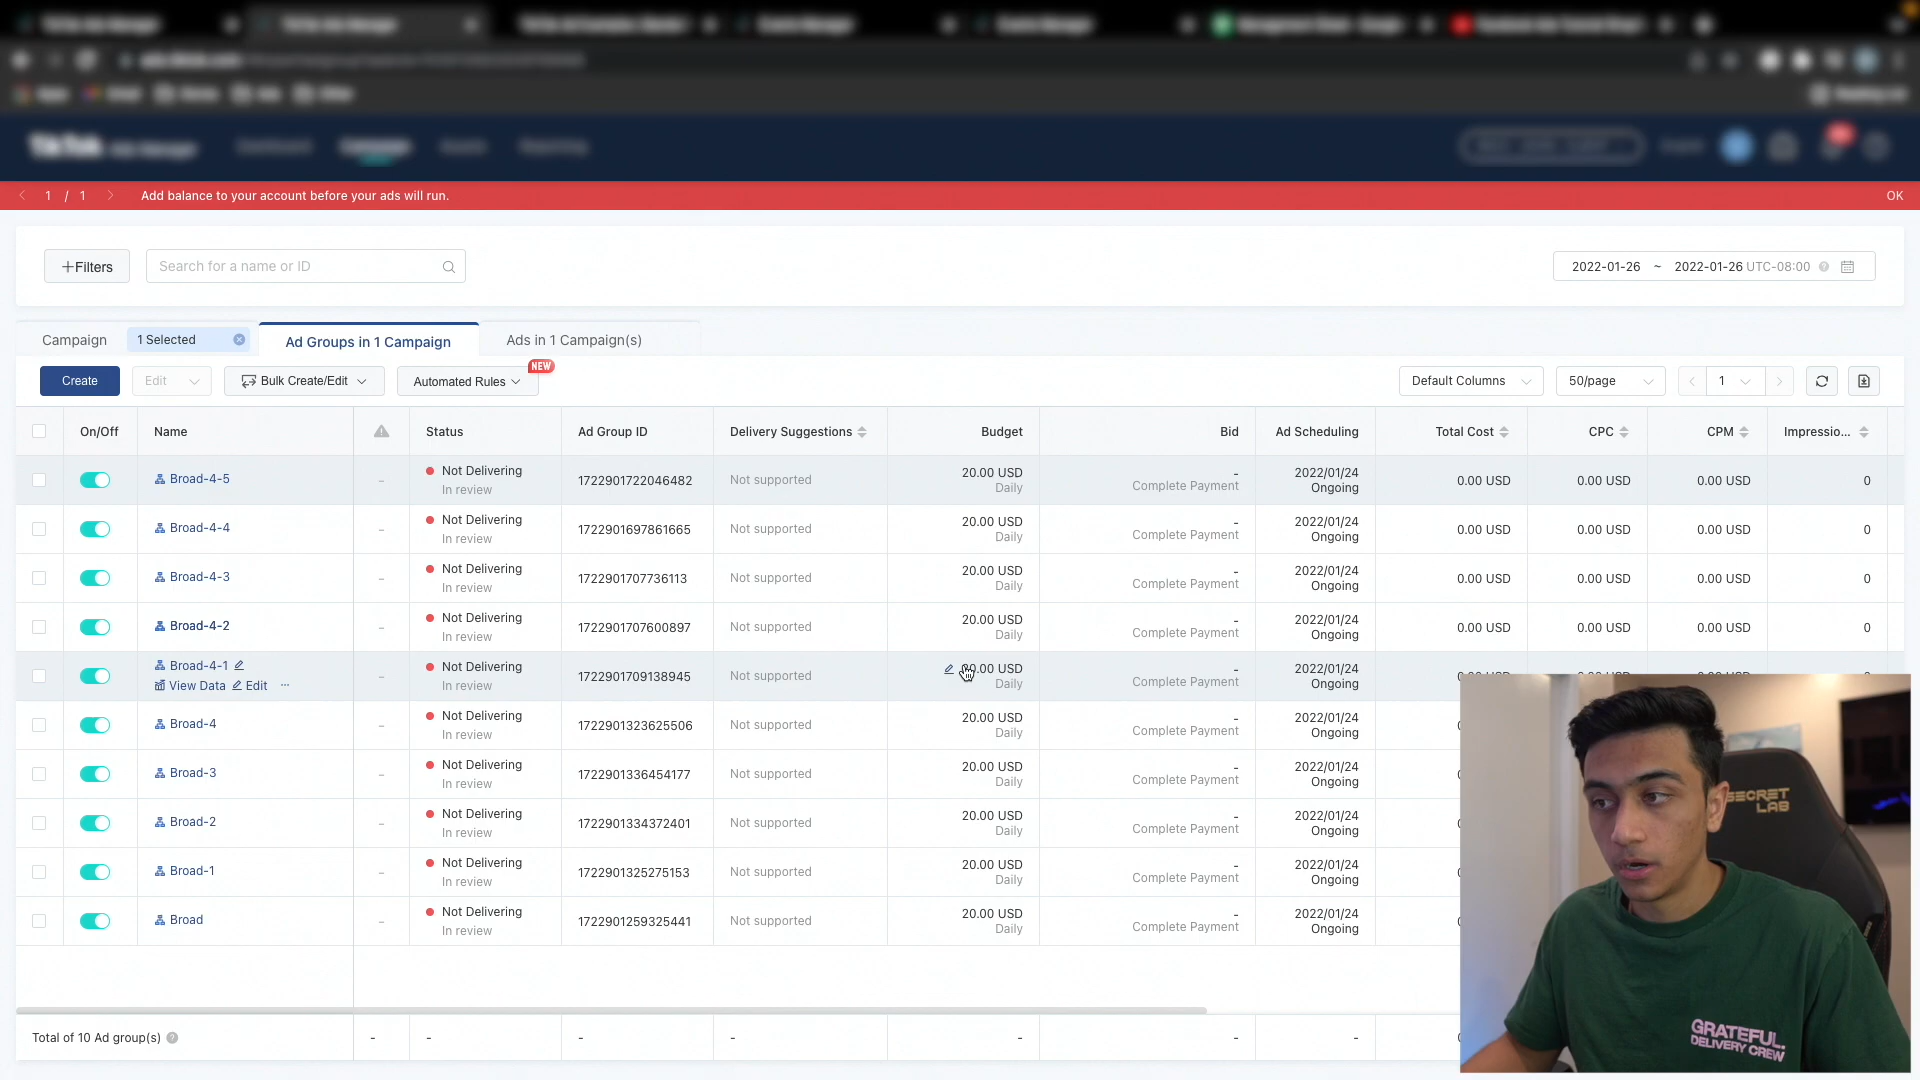 TikTok Ads Manager
Dashboard Campaign Assets Reporting
1 / 1 Add balance to your account before your ads will run. OK
+Filters Search for a name or ID 2022-01-26 ~ 2022-01-26 UTC-08:00
Campaign 1 Selected Ad Groups in 1 Campaign Ads in 1 Campaign(s)
NEW
Create Edit Bulk Create/Edit Automated Rules Default Columns 50/page 1
On/Off Name Status Ad Group ID Delivery Suggestions Budget Bid Ad Scheduling Total Cost CPC CPM Impressio...
Broad-4-5 - Not Delivering 1722901722046482 Not supported 20.00 USD - 2022/01/24 0.00 USD 0.00 USD 0.00 USD 0
In review Daily Complete Payment Ongoing
Broad-4-4 - Not Delivering 1722901697861665 Not supported 20.00 USD - 2022/01/24 0.00 USD 0.00 USD 0.00 USD 0
In review Daily Complete Payment Ongoing
Broad-4-3 - Not Delivering 1722901707736113 Not supported 20.00 USD - 2022/01/24 0.00 USD 0.00 USD 0.00 USD 0
In review Daily Complete Payment Ongoing
Broad-4-2 - Not Delivering 1722901707600897 Not supported 20.00 USD - 2022/01/24 0.00 USD 0.00 USD 0.00 USD 0
In review Daily Complete Payment Ongoing
Broad-4-1 - Not Delivering 1722901709138945 Not supported 20.00 USD - 2022/01/24
View Data Edit ... In review Daily Complete Payment Ongoing
Broad-4 - Not Delivering 1722901323625506 Not supported 20.00 USD - 2022/01/24
In review Daily Complete Payment Ongoing
Broad-3 - Not Delivering 1722901336454177 Not supported 20.00 USD - 2022/01/24
In review Daily Complete Payment Ongoing
Broad-2 - Not Delivering 1722901334372401 Not supported 20.00 USD - 2022/01/24
In review Daily Complete Payment Ongoing
Broad-1 - Not Delivering 1722901325275153 Not supported 20.00 USD - 2022/01/24
In review Daily Complete Payment Ongoing
Broad - Not Delivering 1722901259325441 Not supported 20.00 USD - 2022/01/24
In review Daily Complete Payment Ongoing
Total of 10 Ad group(s) - - - - - - -
SECRET
LAB
GRATEFUL.
DELIVERY CREW